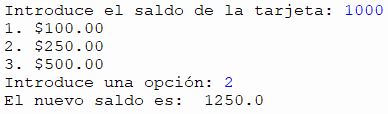 Introduce el saldo de la tarjeta: 1000
1. $100.00
2. $250.00
3. $500.00
Introduce una opción: 2
El nuevo saldo es:  1250.0